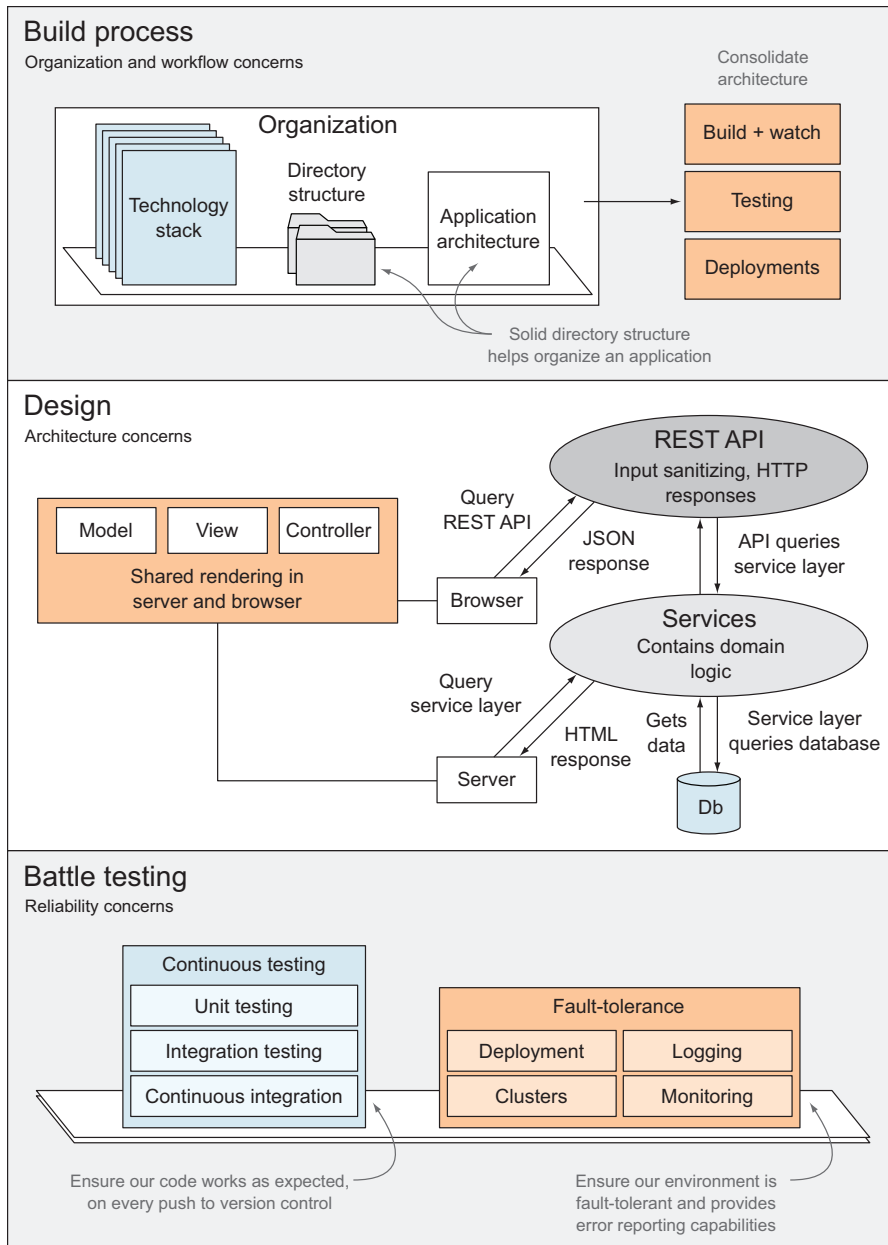 Build process
Organization and workflow concerns
Consolidate
architecture
Organization
Technology
stack
Directory
structure
Application
architecture
Build + watch
Testing
Deployments
Solid directory structure
helps organize an application
Design
Architecture concerns
REST API
Input sanitizing, HTTP
responses
Query
REST API
JSON
response
API queries
service layer
Model
View
Controller
Shared rendering in
server and browser
Browser
Services
Contains domain
logic
Query
service layer
HTML
response
Gets
data
Service layer
queries database
Server
Db
Battle testing
Reliability concerns
Continuous testing
Unit testing
Integration testing
Continuous integration
Fault-tolerance
Deployment
Logging
Clusters
Monitoring
Ensure our code works as expected,
on every push to version control
Ensure our environment is
fault-tolerant and provides
error reporting capabilities